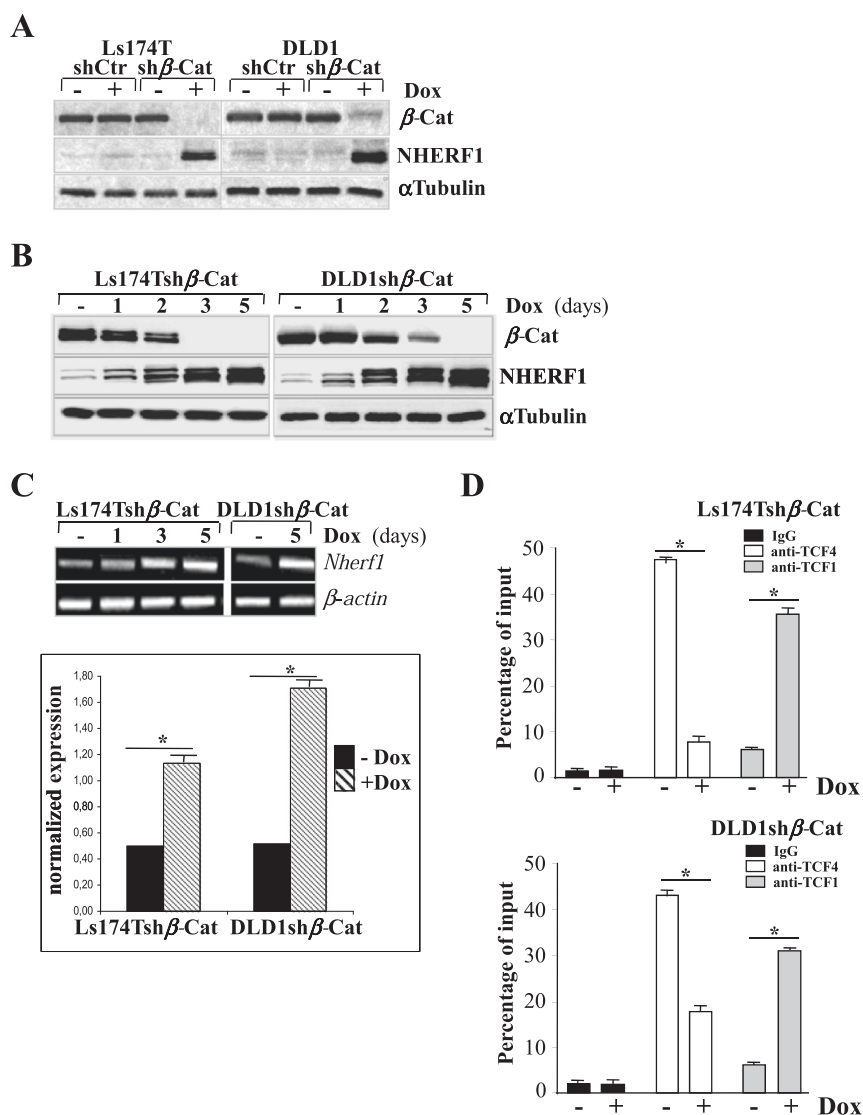 A
Ls174T DLD1
shCtr shβ-Cat shCtr shβ-Cat
- + - + - + - + Dox
β-Cat
NHERF1
αTubulin
B
Ls174Tshβ-Cat DLD1shβ-Cat
- 1 2 3 5 - 1 2 3 5 Dox (days)
β-Cat
NHERF1
αTubulin
C
Ls174Tshβ-Cat DLD1shβ-Cat
- 1 3 5 - 5 Dox (days)
Nherf1
β-actin
normalized expression
1,80
1,60
1,40
1,20
1,00
0,80
0,60
0,40
0,20
0,00
* *
- Dox
+Dox
Ls174Tshβ-Cat DLD1shβ-Cat
D
Ls174Tshβ-Cat
IgG
anti-TCF4
anti-TCF1
Percentage of input
50
40
30
20
10
0
* *
- + - + - + Dox
DLD1shβ-Cat
IgG
anti-TCF4
anti-TCF1
Percentage of input
50
40
30
20
10
0
* *
- + - + - + Dox